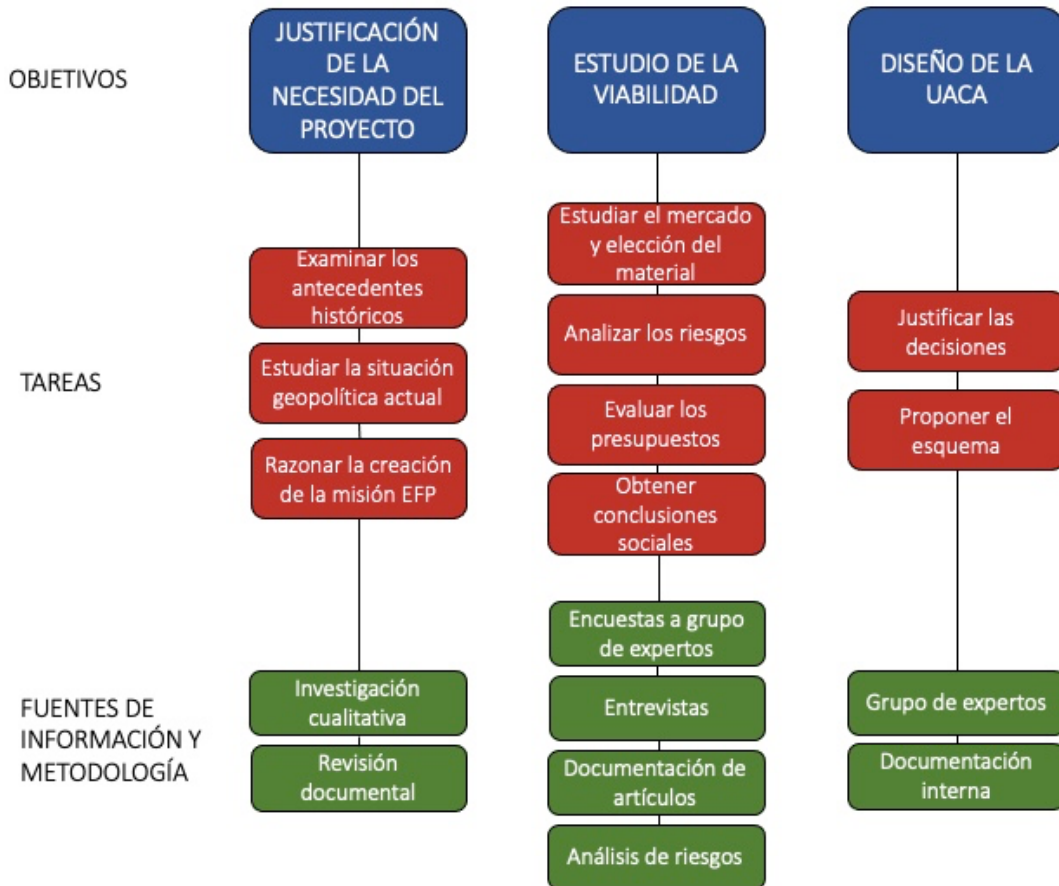 OBJETIVOS
JUSTIFICACIÓN
DE LA
NECESIDAD DEL
PROYECTO
ESTUDIO DE LA
VIABILIDAD
DISEÑO DE LA
UACA
TAREAS
Examinar los
antecedentes
históricos
Estudiar la situación
geopolítica actual
Razonar la creación
de la misión EFP
Estudiar el mercado
y elección del
material
Analizar los riesgos
Evaluar los
presupuestos
Obtener
conclusiones
sociales
Justificar las
decisiones
Proponer el
esquema
FUENTES DE
INFORMACIÓN Y
METODOLOGÍA
Investigación
cualitativa
Revisión
documental
Encuestas a grupo
de expertos
Entrevistas
Documentación de
artículos
Análisis de riesgos
Grupo de expertos
Documentación
interna